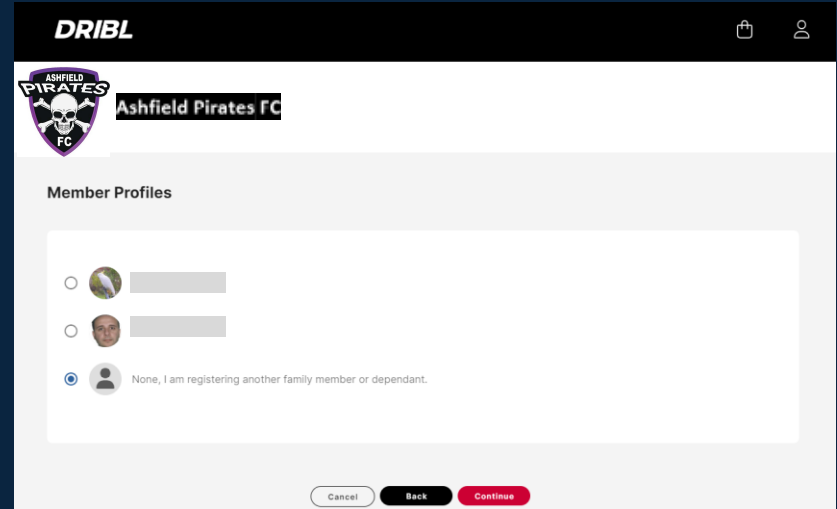 DRIBL
ASHFIELD
PIRATES
FC
Ashfield Pirates FC
Member Profiles
None, I am registering another family member or dependant.
Cancel
Back
Continue